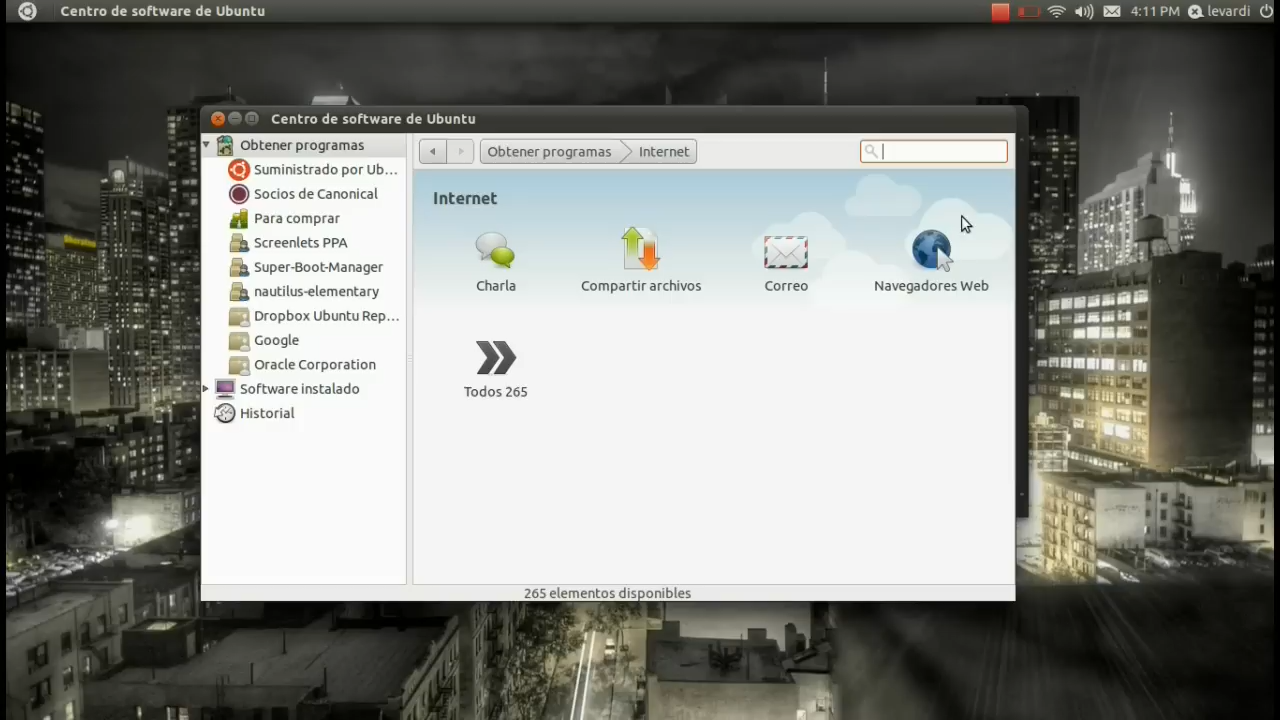 Centro de software de Ubuntu
4:11 PM levardi
Centro de software de Ubuntu
Obtener programas
Suministrado por Ub...
Socios de Canonical
Para comprar
Screenlets PPA
Super-Boot-Manager
nautilus-elementary
Dropbox Ubuntu Rep...
Google
Oracle Corporation
Software instalado
Historial
Obtener programas Internet
Internet
Charla
Compartir archivos
Correo
Navegadores Web
Todos 265
265 elementos disponibles